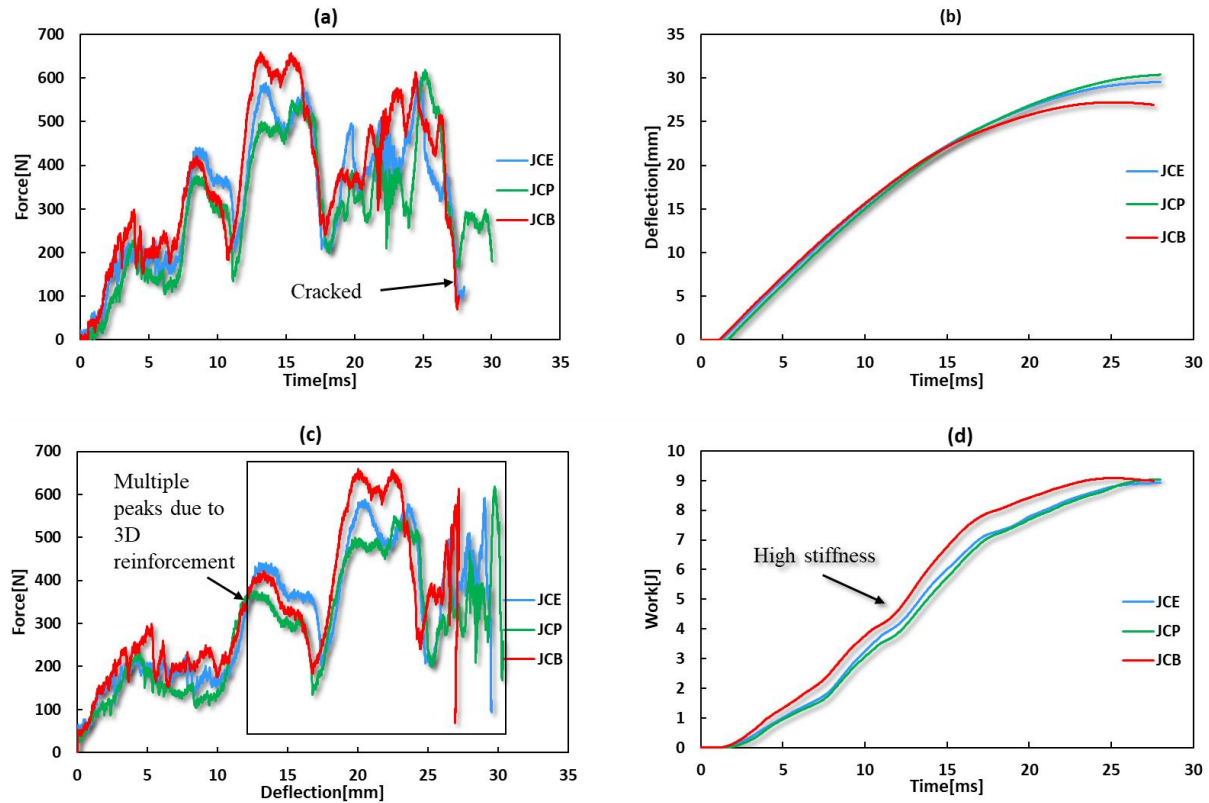 (a)
700
600
500
400
300
200
100
0
Force[N]
0 5 10 15 20 25 30 35
Time[ms]
JCE
JCP
JCB
Cracked
(b)
35
30
25
20
15
10
5
0
Deflection[mm]
0 5 10 15 20 25 30
Time[ms]
JCE
JCP
JCB
(c)
700
600
500
400
300
200
100
0
Force[N]
0 5 10 15 20 25 30 35
Deflection[mm]
Multiple
peaks due to
3D
reinforcement
JCE
JCP
JCB
(d)
10
9
8
7
6
5
4
3
2
1
0
Work[J]
0 5 10 15 20 25 30
Time[ms]
High stiffness
JCE
JCP
JCB